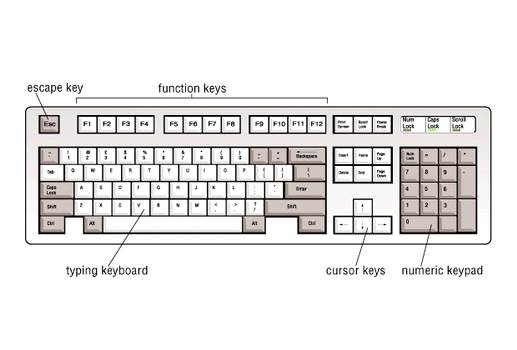 escape key function keys
Esc F1 F2 F3 F4 F5 F6 F7 F8 F9 F10 F11 F12 Print Screen Scroll Lock Num Lock Caps Lock Scroll Lock
Backspace Insert Home Page Up Num Lock
Tab Q W E R T Y U I O P Delete End Page Down 7 8 9
Caps Lock A S D F G H J K L Enter 4 5 6
Shift Z X C V B N M Shift 1 2 3
Ctrl Alt Alt Ctrl 0
typing keyboard cursor keys numeric keypad